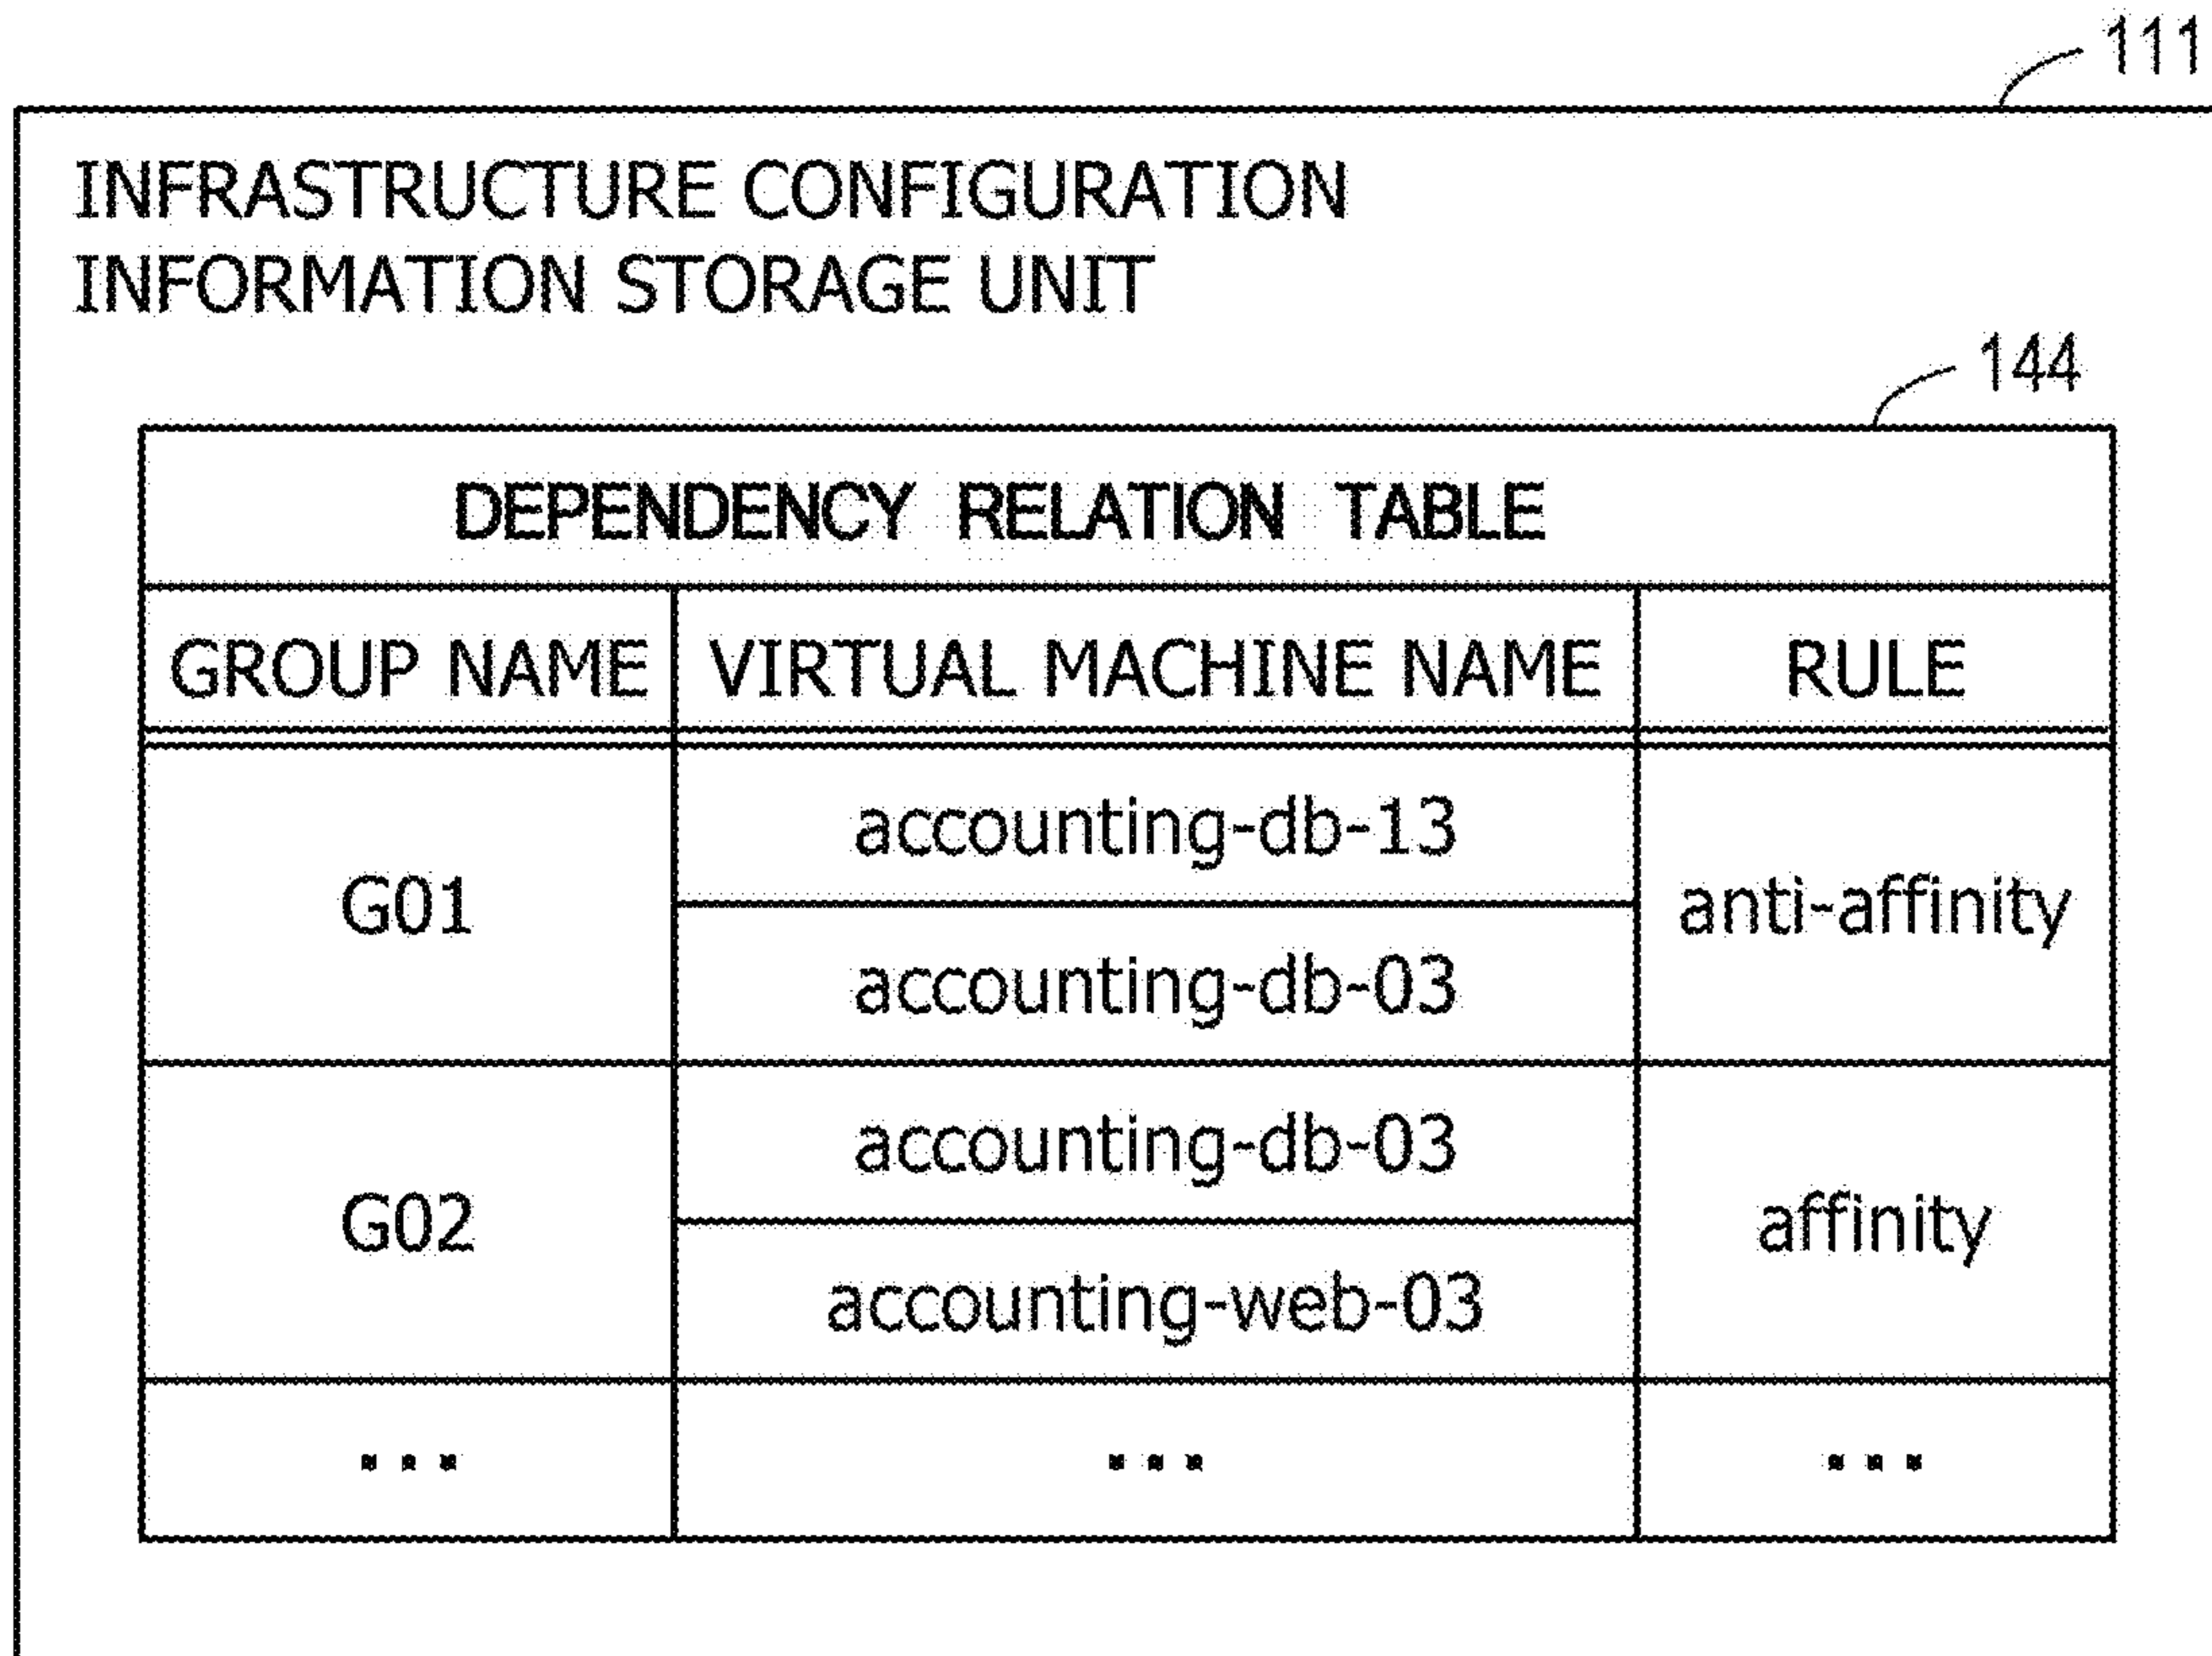 111
INFRASTRUCTURE CONFIGURATION
INFORMATION STORAGE UNIT
144
DEPENDENCY RELATION TABLE
GROUP NAME VIRTUAL MACHINE NAME RULE
G01 accounting-db-13 anti-affinity
accounting-db-03
G02 accounting-db-03 affinity
accounting-web-03
... ... ...